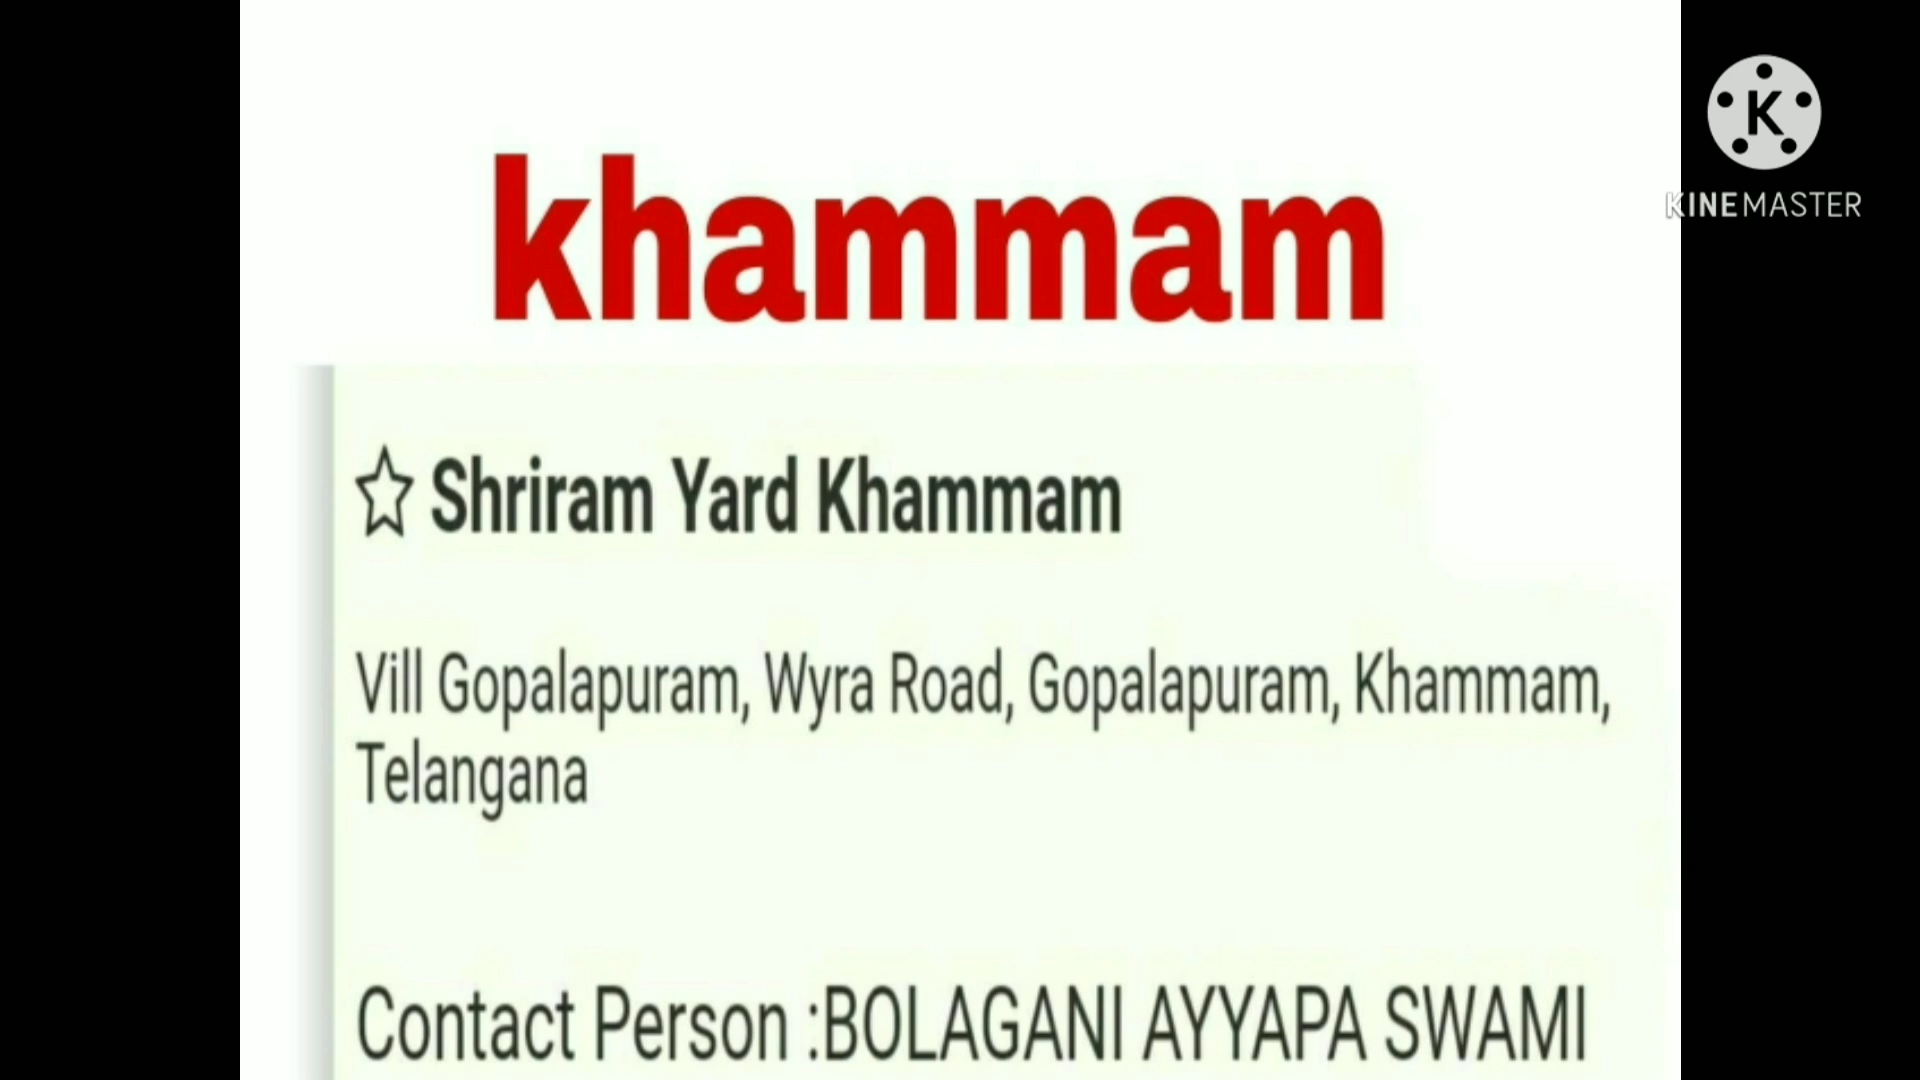 khammam
K
KINEMASTER
Shriram Yard Khammam
Vill Gopalapuram, Wyra Road, Gopalapuram, Khammam,
Telangana
Contact Person :BOLAGANI AYYAPA SWAMI